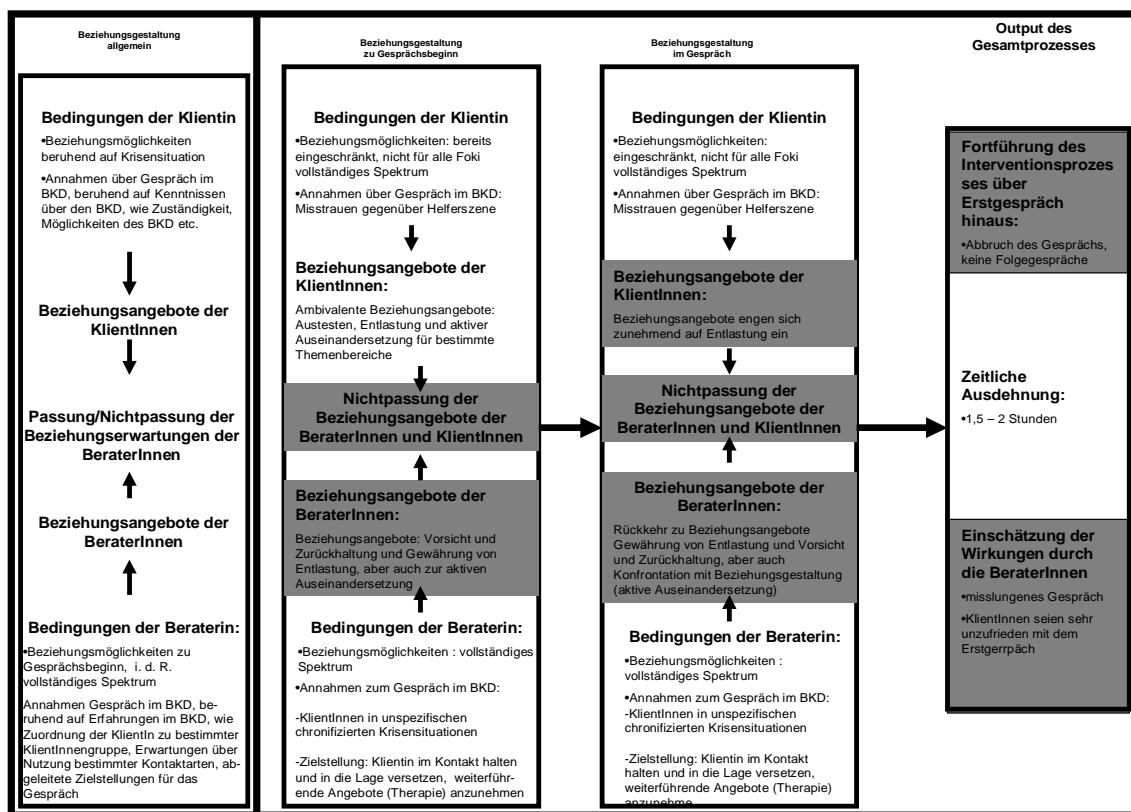 Beziehungsgestaltung
allgemein
Bedingungen der Klientin
•Beziehungsmöglichkeiten
beruhend auf Krisensituation
•Annahmen über Gespräch im
BKD, beruhend auf Kenntnissen
über den BKD, wie Zuständigkeit,
Möglichkeiten des BKD etc.
Beziehungsangebote der
KlientInnen
Passung/Nichtpassung der
Beziehungserwartungen der
BeraterInnen
Beziehungsangebote der
BeraterInnen
Bedingungen der Beraterin:
•Beziehungsmöglichkeiten zu
Gesprächsbeginn, i. d. R.
vollständiges Spektrum
Annahmen Gespräch im BKD, be-
ruhend auf Erfahrungen im BKD, wie
Zuordnung der KlientIn zu bestimmter
KlientInnengruppe, Erwartungen über
Nutzung bestimmter Kontaktarten, ab-
geleitete Zielstellungen für das
Gespräch
Beziehungsgestaltung
zu Gesprächsbeginn
Bedingungen der Klientin
•Beziehungsmöglichkeiten: bereits
eingeschränkt, nicht für alle Foki
vollständiges Spektrum
•Annahmen über Gespräch im BKD:
Misstrauen gegenüber Helferszene
Beziehungsangebote der
KlientInnen:
Ambivalente Beziehungsangebote:
Austesten, Entlastung und aktiver
Auseinandersetzung für bestimmte
Themenbereiche
Nichtpassung der
Beziehungsangebote der
BeraterInnen und KlientInnen
Beziehungsangebote der
BeraterInnen:
Beziehungsangebote: Vorsicht und
Zurückhaltung und Gewährung von
Entlastung, aber auch zur aktiven
Auseinandersetzung
Bedingungen der Beraterin:
•Beziehungsmöglichkeiten : vollständiges
Spektrum
•Annahmen zum Gespräch im BKD:
-KlientInnen in unspezifischen
chronifizierten Krisensituationen
-Zielstellung: Klientin im Kontakt halten
und in die Lage versetzen, weiterführ-
ende Angebote (Therapie) anzunehmen
Beziehungsgestaltung
im Gespräch
Bedingungen der Klientin
•Beziehungsmöglichkeiten:
eingeschränkt, nicht für alle Foki
vollständiges Spektrum
•Annahmen über Gespräch im BKD:
Misstrauen gegenüber Helferszene
Beziehungsangebote der
KlientInnen:
Beziehungsangebote engen sich
zunehmend auf Entlastung ein
Nichtpassung der
Beziehungsangebote der
BeraterInnen und KlientInnen
Beziehungsangebote der
BeraterInnen:
Rückkehr zu Beziehungsangebote
Gewährung von Entlastung und Vorsicht
und Zurückhaltung, aber auch
Konfrontation mit Beziehungsgestaltung
(aktive Auseinandersetzung)
Bedingungen der Beraterin:
•Beziehungsmöglichkeiten :
vollständiges Spektrum
•Annahmen zum Gespräch im BKD:
-KlientInnen in unspezifischen
chronifizierten Krisensituationen
-Zielstellung: Klientin im Kontakt
halten und in die Lage versetzen,
weiterführende Angebote (Therapie)
anzunehme
Output des
Gesamtprozesses
Fortführung des
Interventionsprozes
ses über
Erstgespräch
hinaus:
•Abbruch des Gesprächs,
keine Folgegespräche
Zeitliche
Ausdehnung:
•1,5 – 2 Stunden
Einschätzung der
Wirkungen durch
die BeraterInnen
•misslungenes Gespräch
•KlientInnen seien sehr
unzufrieden mit dem
Erstgerrpäch